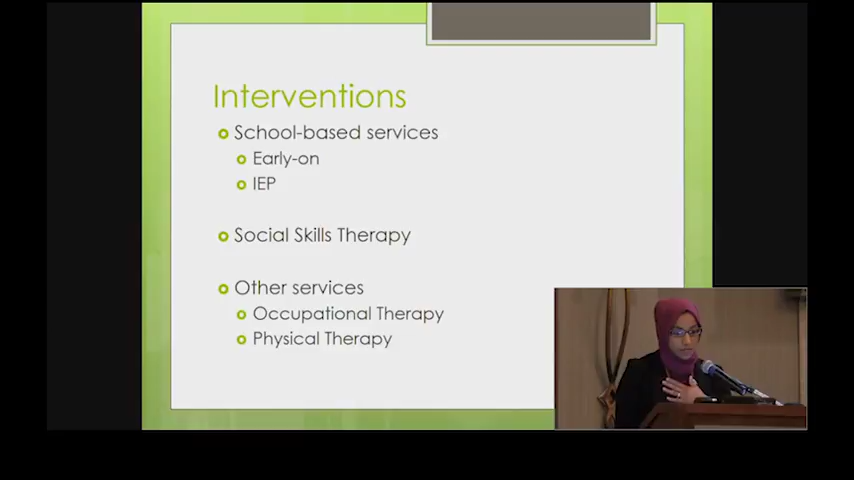 Interventions
School-based services
Early-on
IEP
Social Skills Therapy
Other services
Occupational Therapy
Physical Therapy